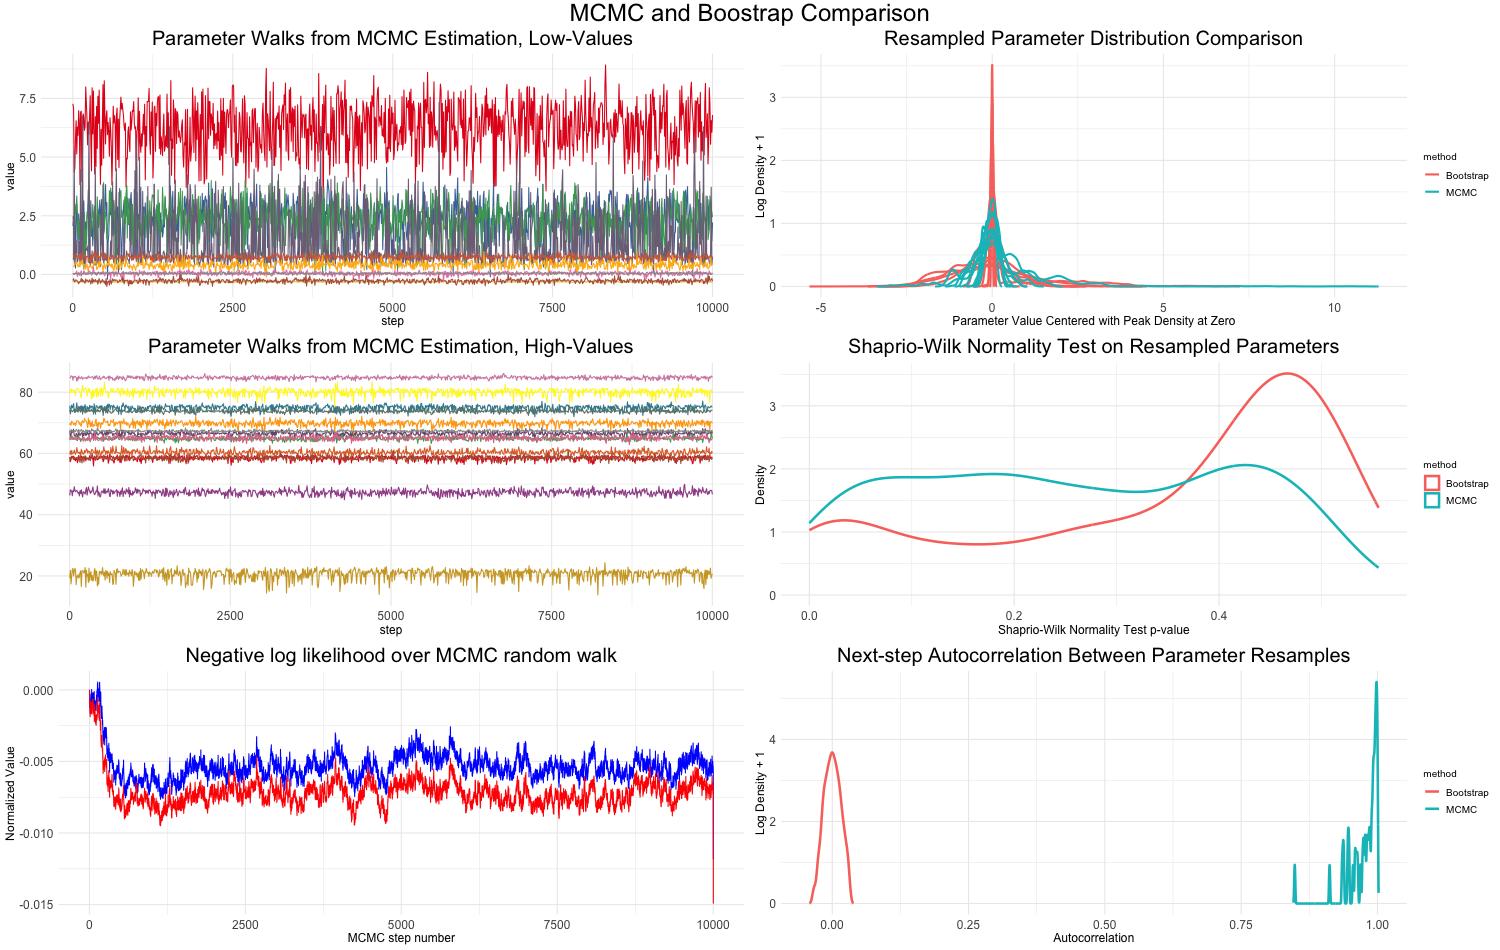 MCMC and Boostrap Comparison
Parameter Walks from MCMC Estimation, Low-Values
value
7.5
5.0
2.5
0.0
0 2500 5000 7500 10000
step
Resampled Parameter Distribution Comparison
Log Density + 1
3
2
1
0
-5 0 5 10
Parameter Value Centered with Peak Density at Zero
method
Bootstrap
MCMC
Parameter Walks from MCMC Estimation, High-Values
value
80
60
40
20
0 2500 5000 7500 10000
step
Shaprio-Wilk Normality Test on Resampled Parameters
Density
3
2
1
0
0.0 0.2 0.4
Shaprio-Wilk Normality Test p-value
method
Bootstrap
MCMC
Negative log likelihood over MCMC random walk
Normalized Value
0.000
-0.005
-0.010
-0.015
0 2500 5000 7500 10000
MCMC step number
Next-step Autocorrelation Between Parameter Resamples
Log Density + 1
4
2
0
0.00 0.25 0.50 0.75 1.00
Autocorrelation
method
Bootstrap
MCMC